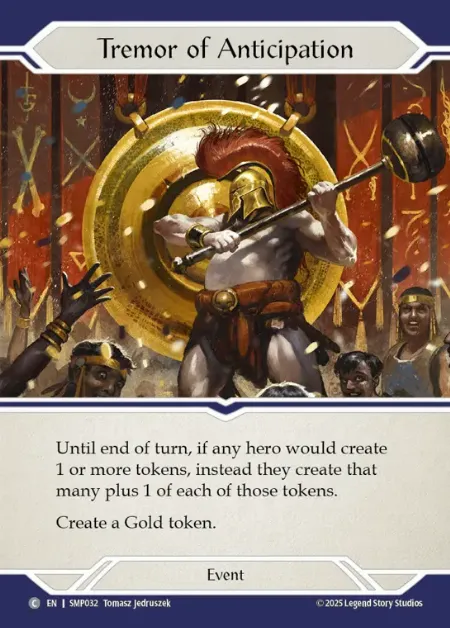 Tremor of Anticipation
Until end of turn, if any hero would create
1 or more tokens, instead they create that
many plus 1 of each of those tokens.
Create a Gold token.
Event
C EN | SMP032 Tomasz Jedruszek © 2025 Legend Story Studios